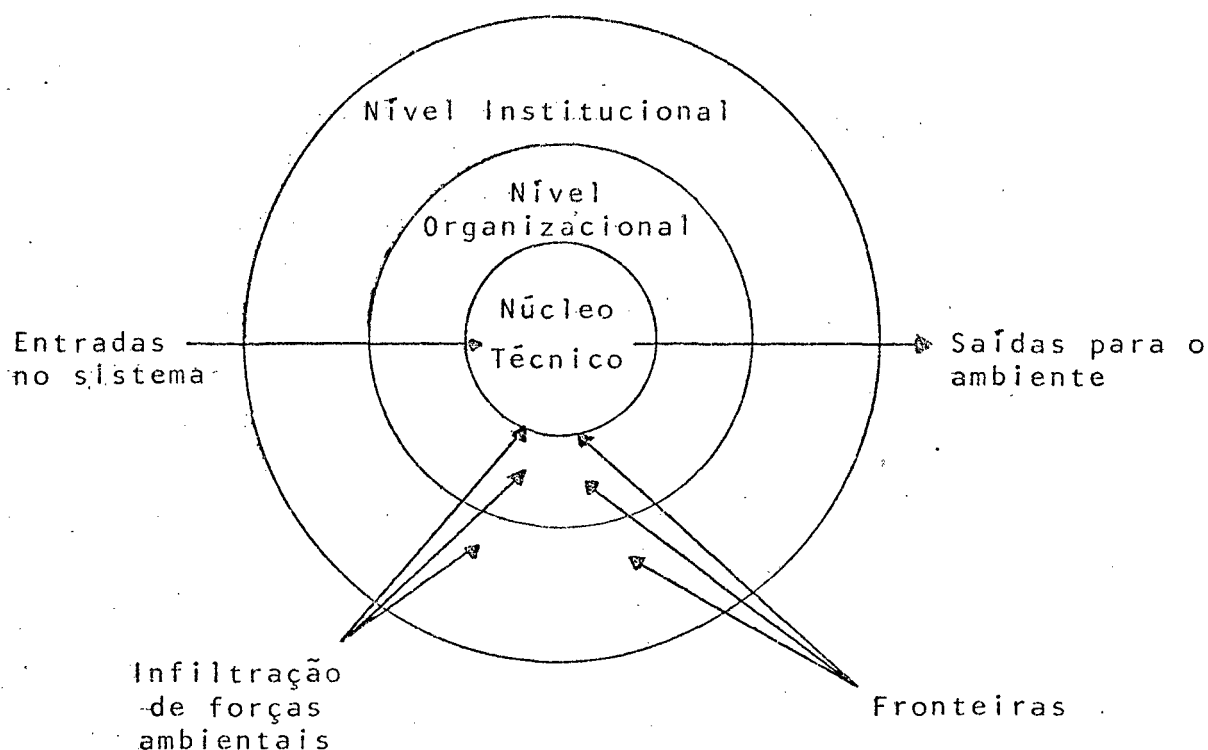 Nível Institucional
Nível
Organizacional
Núcleo
Técnico
Entradas
no sistema
Saídas para o
ambiente
Infiltração
de forças
ambientais
Fronteiras